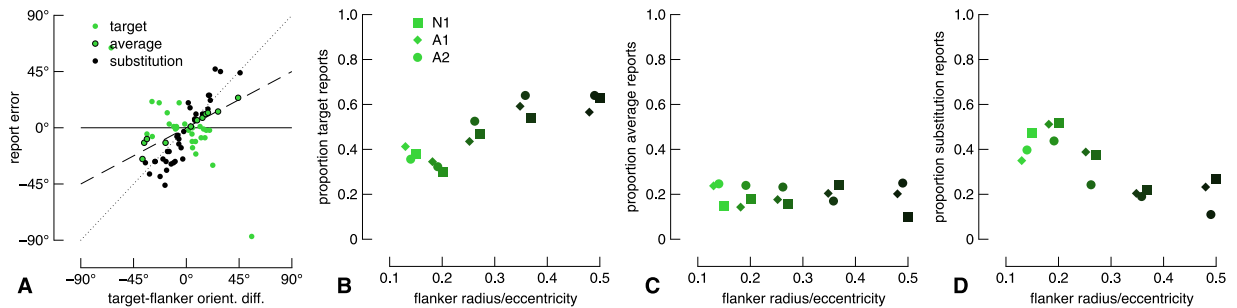 90°
45°
0°
−45°
−90°
report error
target
average
substitution
−90°
−45°
0°
45°
90°
target-flanker orient. diff.
A
1.0
0.8
0.6
0.4
0.2
0
proportion target reports
N1
A1
A2
0.1
0.2
0.3
0.4
0.5
flanker radius/eccentricity
B
1.0
0.8
0.6
0.4
0.2
0
proportion average reports
0.1
0.2
0.3
0.4
0.5
flanker radius/eccentricity
C
1.0
0.8
0.6
0.4
0.2
0
proportion substitution reports
0.1
0.2
0.3
0.4
0.5
flanker radius/eccentricity
D